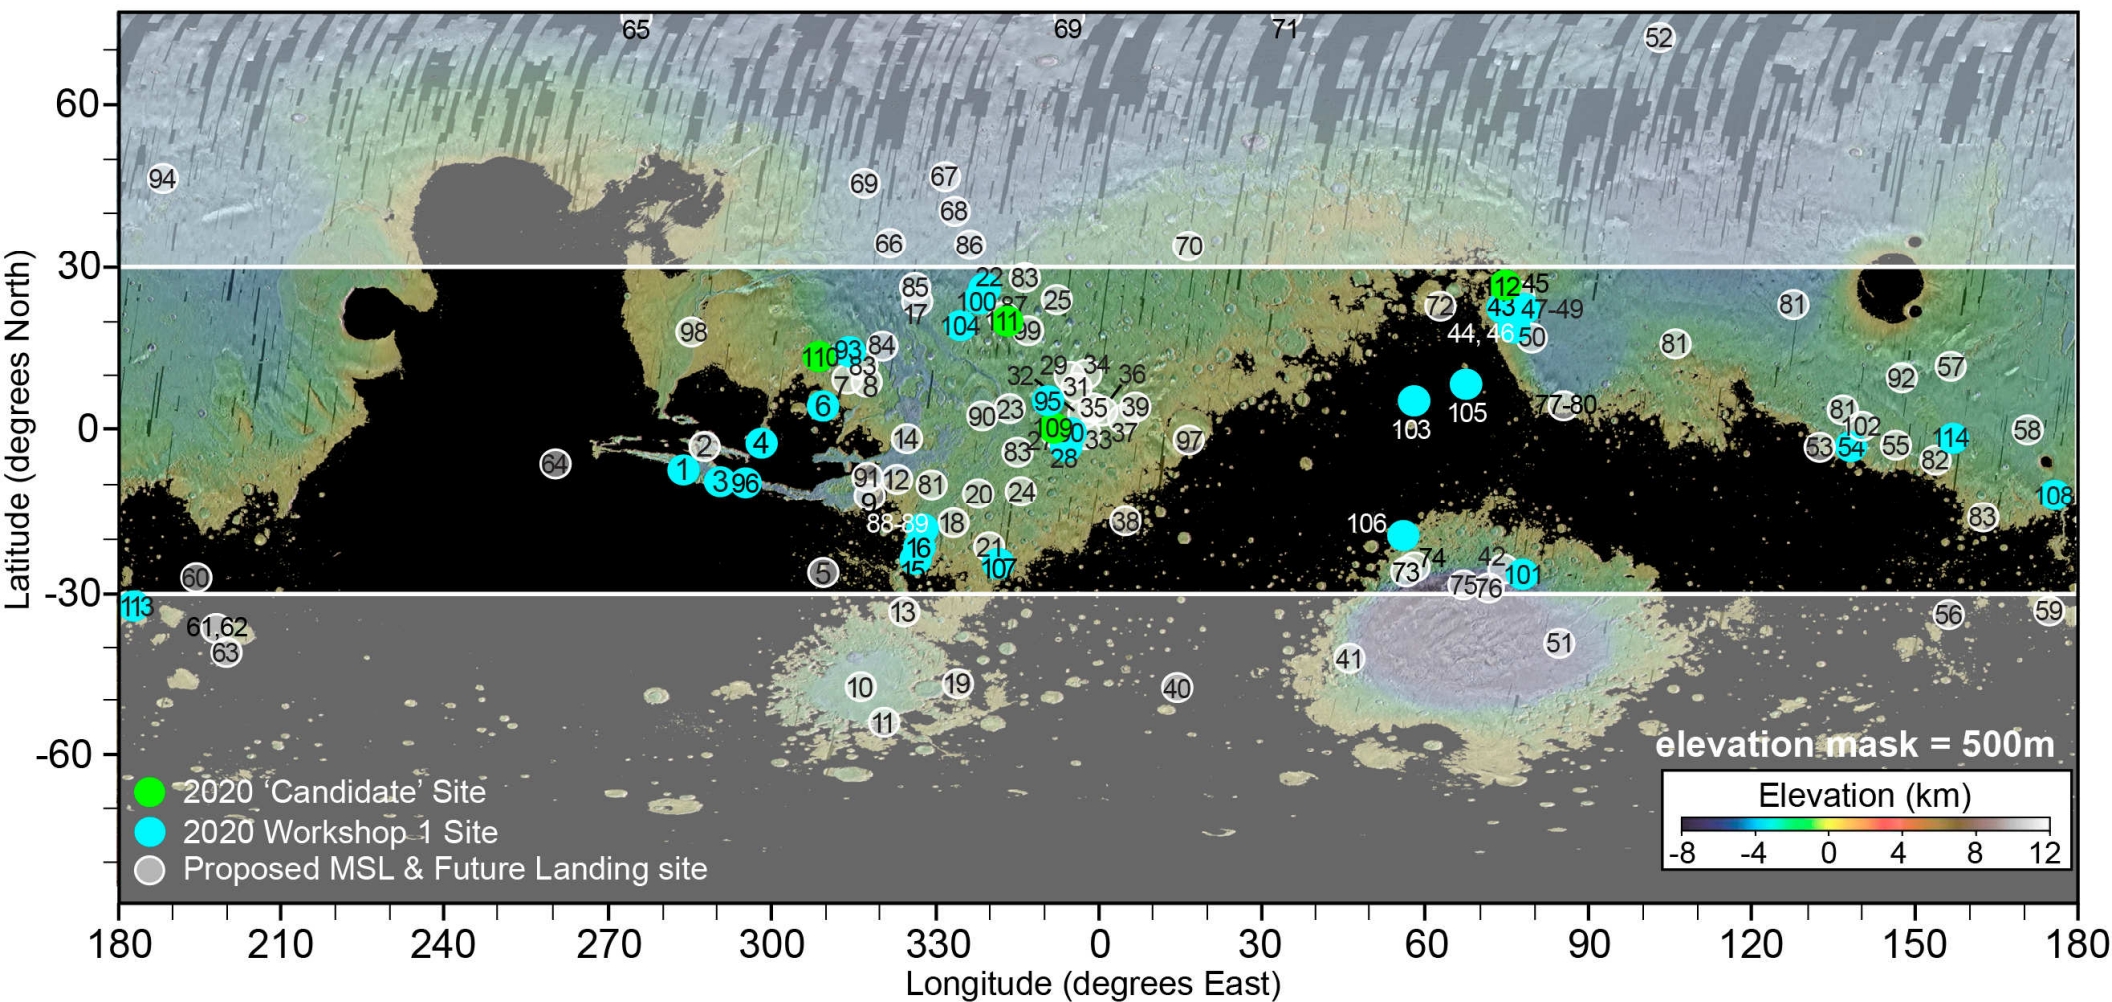 65 69 71
52
60
94 69 67
68
66 86 70
30
85 22 83 12 45
17 100 87 25 72 43 47-49 81
104 111 99 44, 46 50
98 84 81
110 93 83 29 34 57
7 8 32 31 36 92
6 95 35 39 105 77-80 81
90 23 103 102 58
0
109 90 37
2 4 14 27 33 97 53 54 55 114
64 1 83 28 82
3 96 91 12 81 20 24 108
9
88-89 18 38 106 83
16 21 74 42
60 5 15 107 73 101
75 76
-30
113 13 56 59
61,62
63 51
41
10 19 40
11
-60
elevation mask = 500m
2020 ‘Candidate’ Site
2020 Workshop 1 Site
Proposed MSL & Future Landing site
Elevation (km)
-8 -4 0 4 8 12
Latitude (degrees North)
180 210 240 270 300 330 0 30 60 90 120 150 180
Longitude (degrees East)